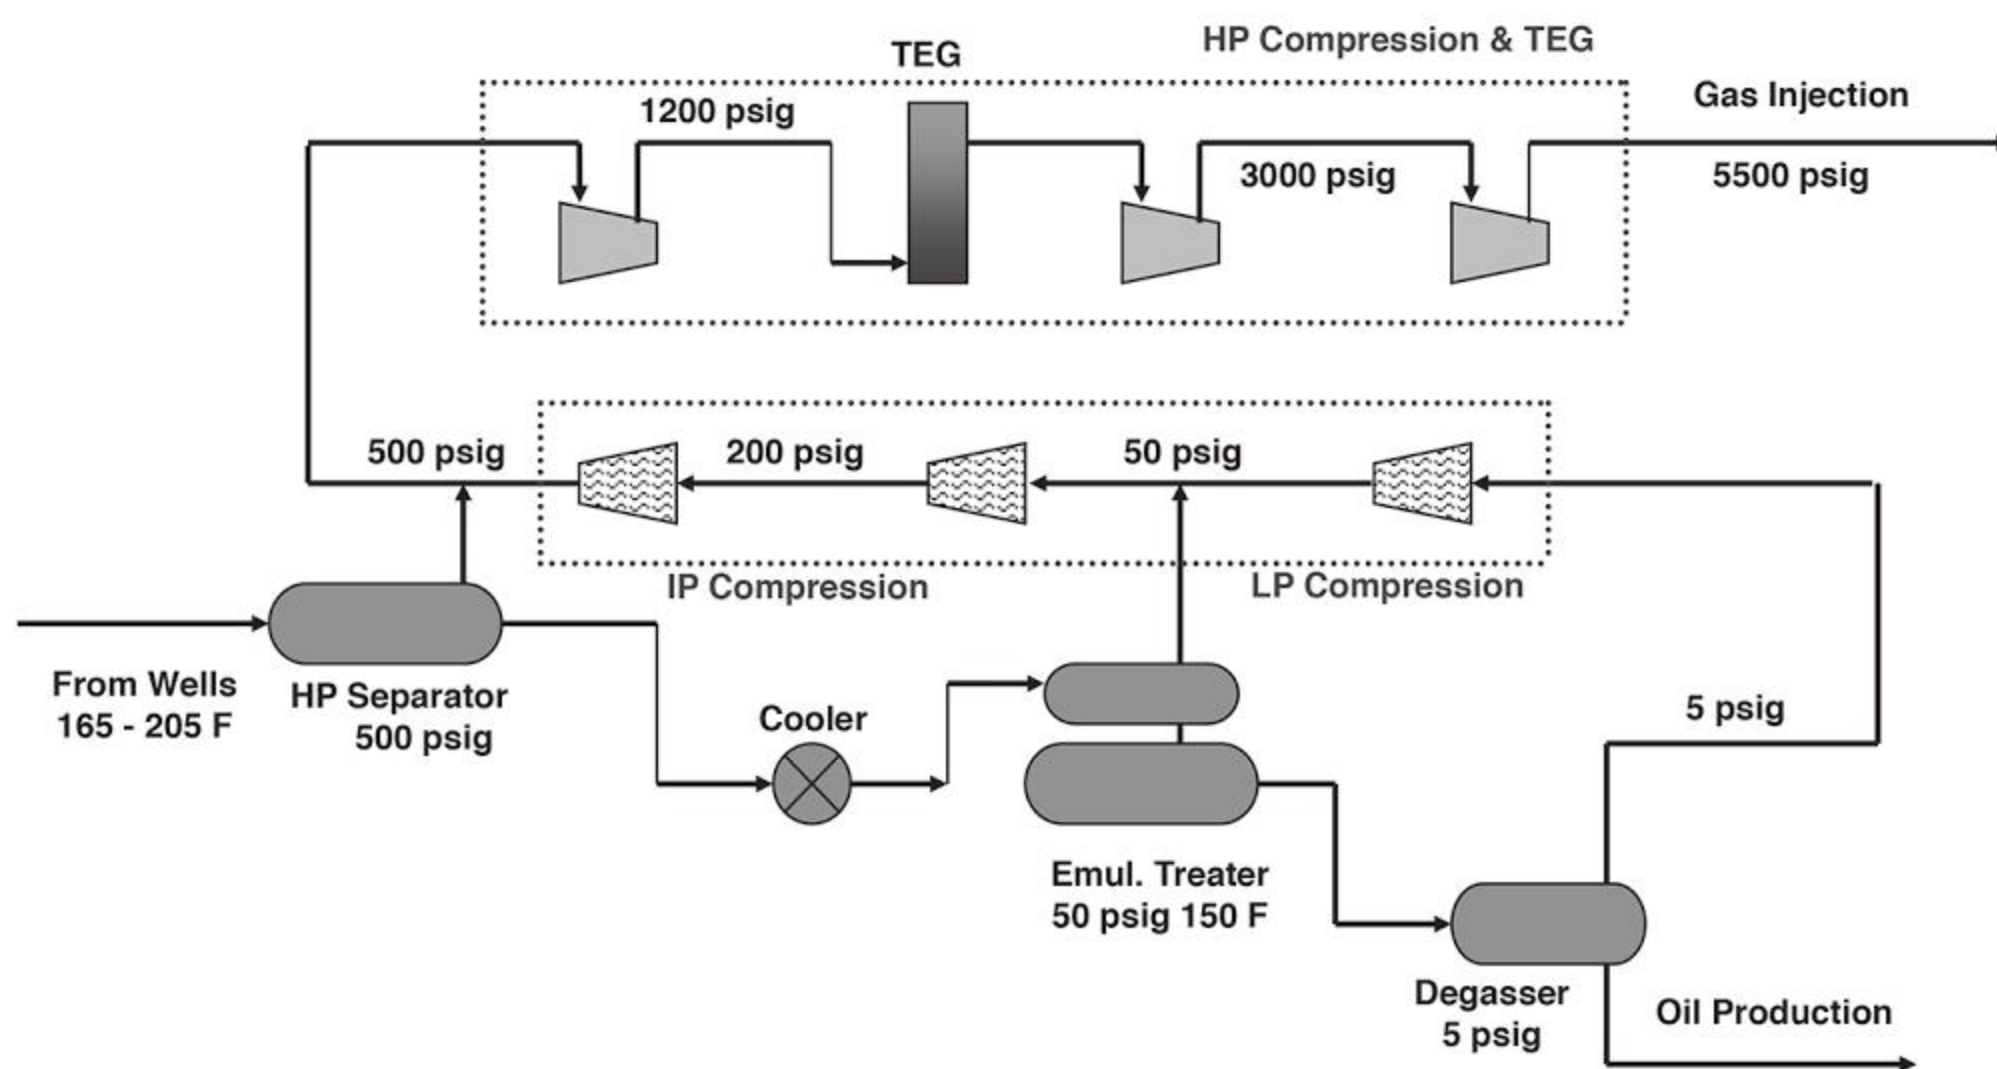 HP Compression & TEG
TEG
Gas Injection
1200 psig
3000 psig
5500 psig
500 psig
200 psig
50 psig
IP Compression
LP Compression
From Wells
165 - 205 F
HP Separator
500 psig
Cooler
5 psig
Emul. Treater
50 psig 150 F
Degasser
5 psig
Oil Production